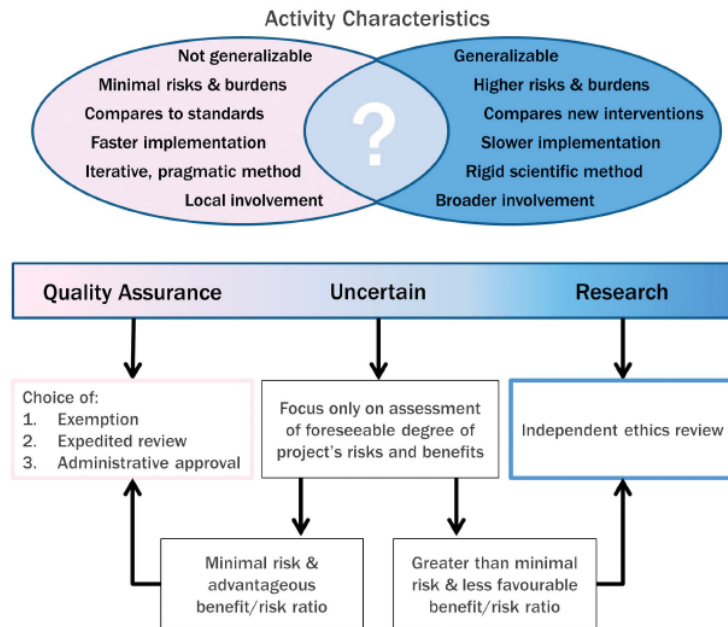 Activity Characteristics
Not generalizable
Minimal risks & burdens
Compares to standards
Faster implementation
Iterative, pragmatic method
Local involvement
?
Generalizable
Higher risks & burdens
Compares new interventions
Slower implementation
Rigid scientific method
Broader involvement
Quality Assurance
Uncertain
Research
Choice of:
1. Exemption
2. Expedited review
3. Administrative approval
Focus only on assessment
of foreseeable degree of
project's risks and benefits
Independent ethics review
Minimal risk &
advantageous
benefit/risk ratio
Greater than minimal
risk & less favourable
benefit/risk ratio